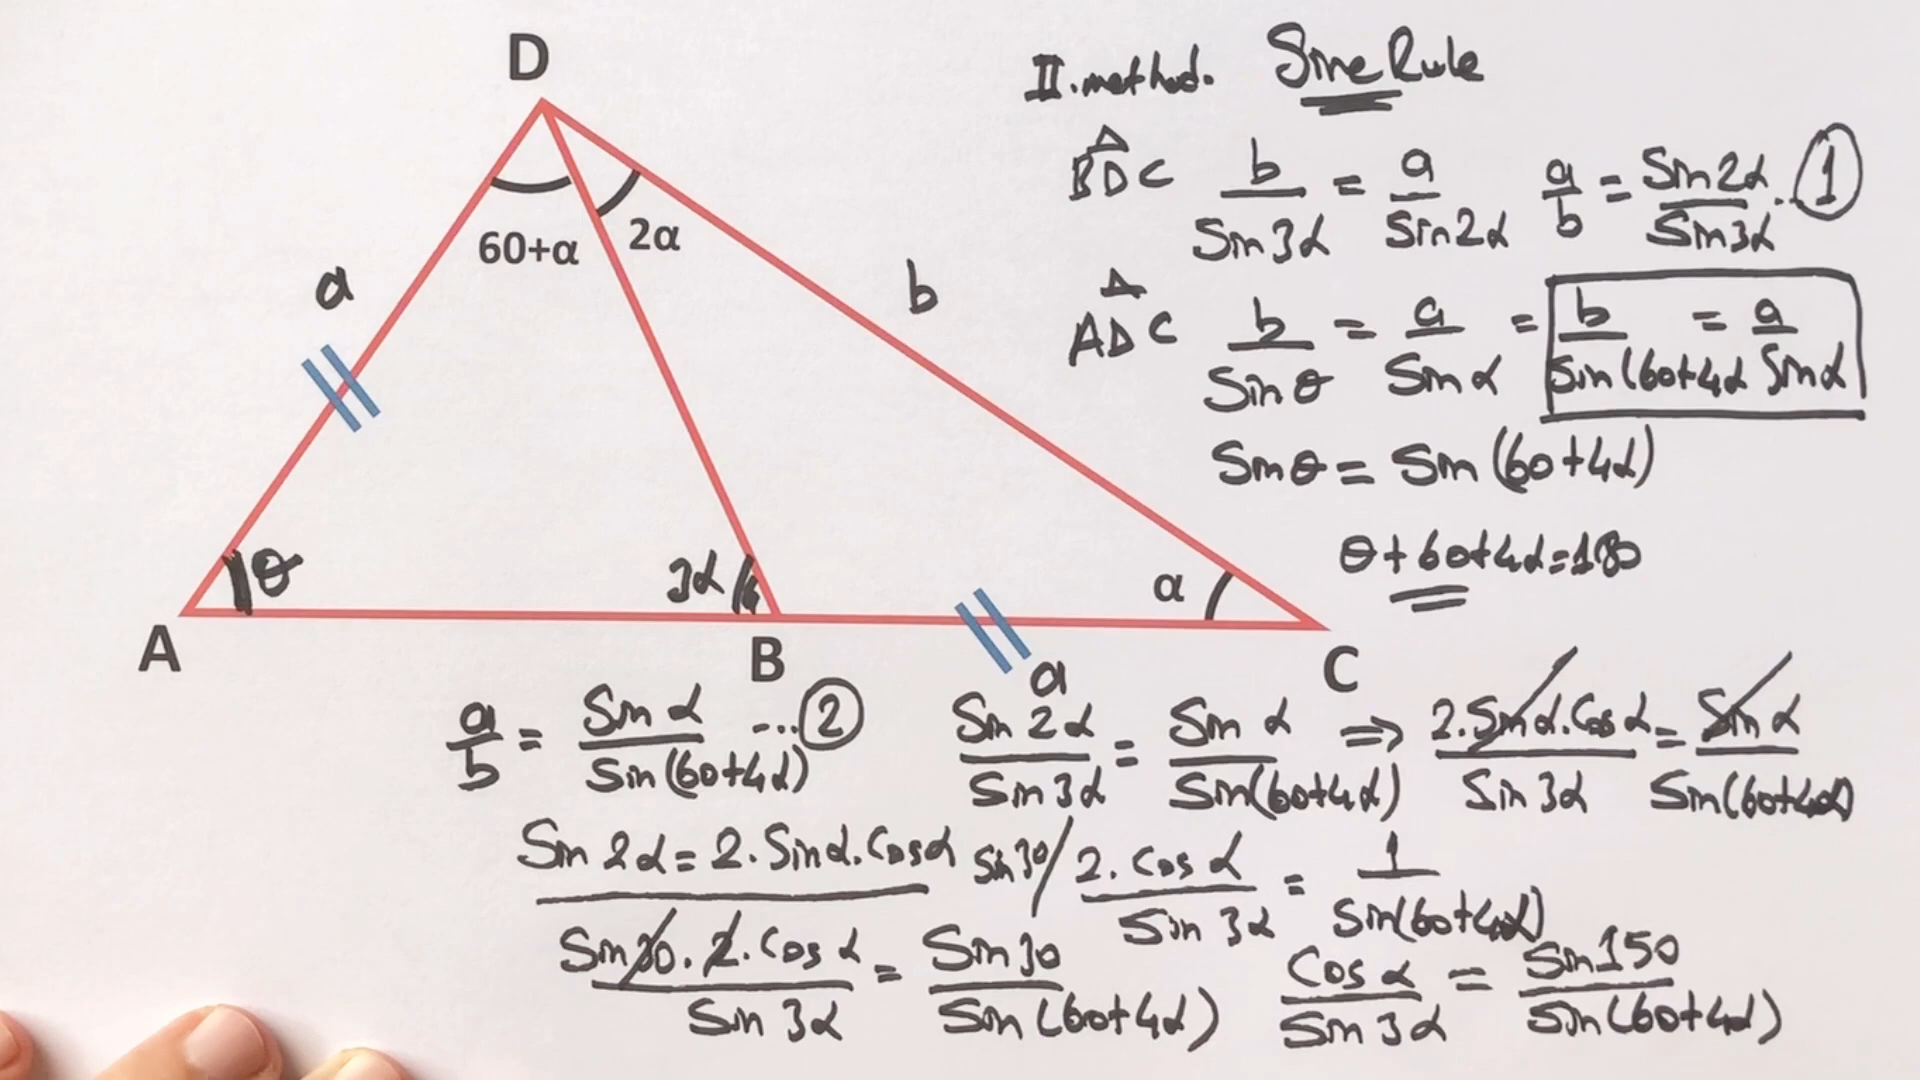 D
60+α
2α
a
b
θ
3α
α
A
B
a
C
II.method. Sine Rule
BDC b/Sin3α = a/Sin2α a/b = Sin2α/Sin3α ..①
ADC b/Sinθ = a/Sinα = b/Sin(60+4α = a/Sinα
Sinθ = Sin(60+4α)
θ+60+4α=180
a/b = Sinα/Sin(60+4α) ...②
Sin2α/Sin3α = Sinα/Sin(60+4α) ⇒ 2.Sinα.Cosα/Sin3α = Sinα/Sin(60+4α)
Sin2α=2.Sinα.Cosα
Sin30/ 2.Cosα/Sin3α = 1/Sin(60+4α)
Sin30.2.Cosα/Sin3α = Sin30/Sin(60+4α)
Cosα/Sin3α = Sin150/Sin(60+4α)